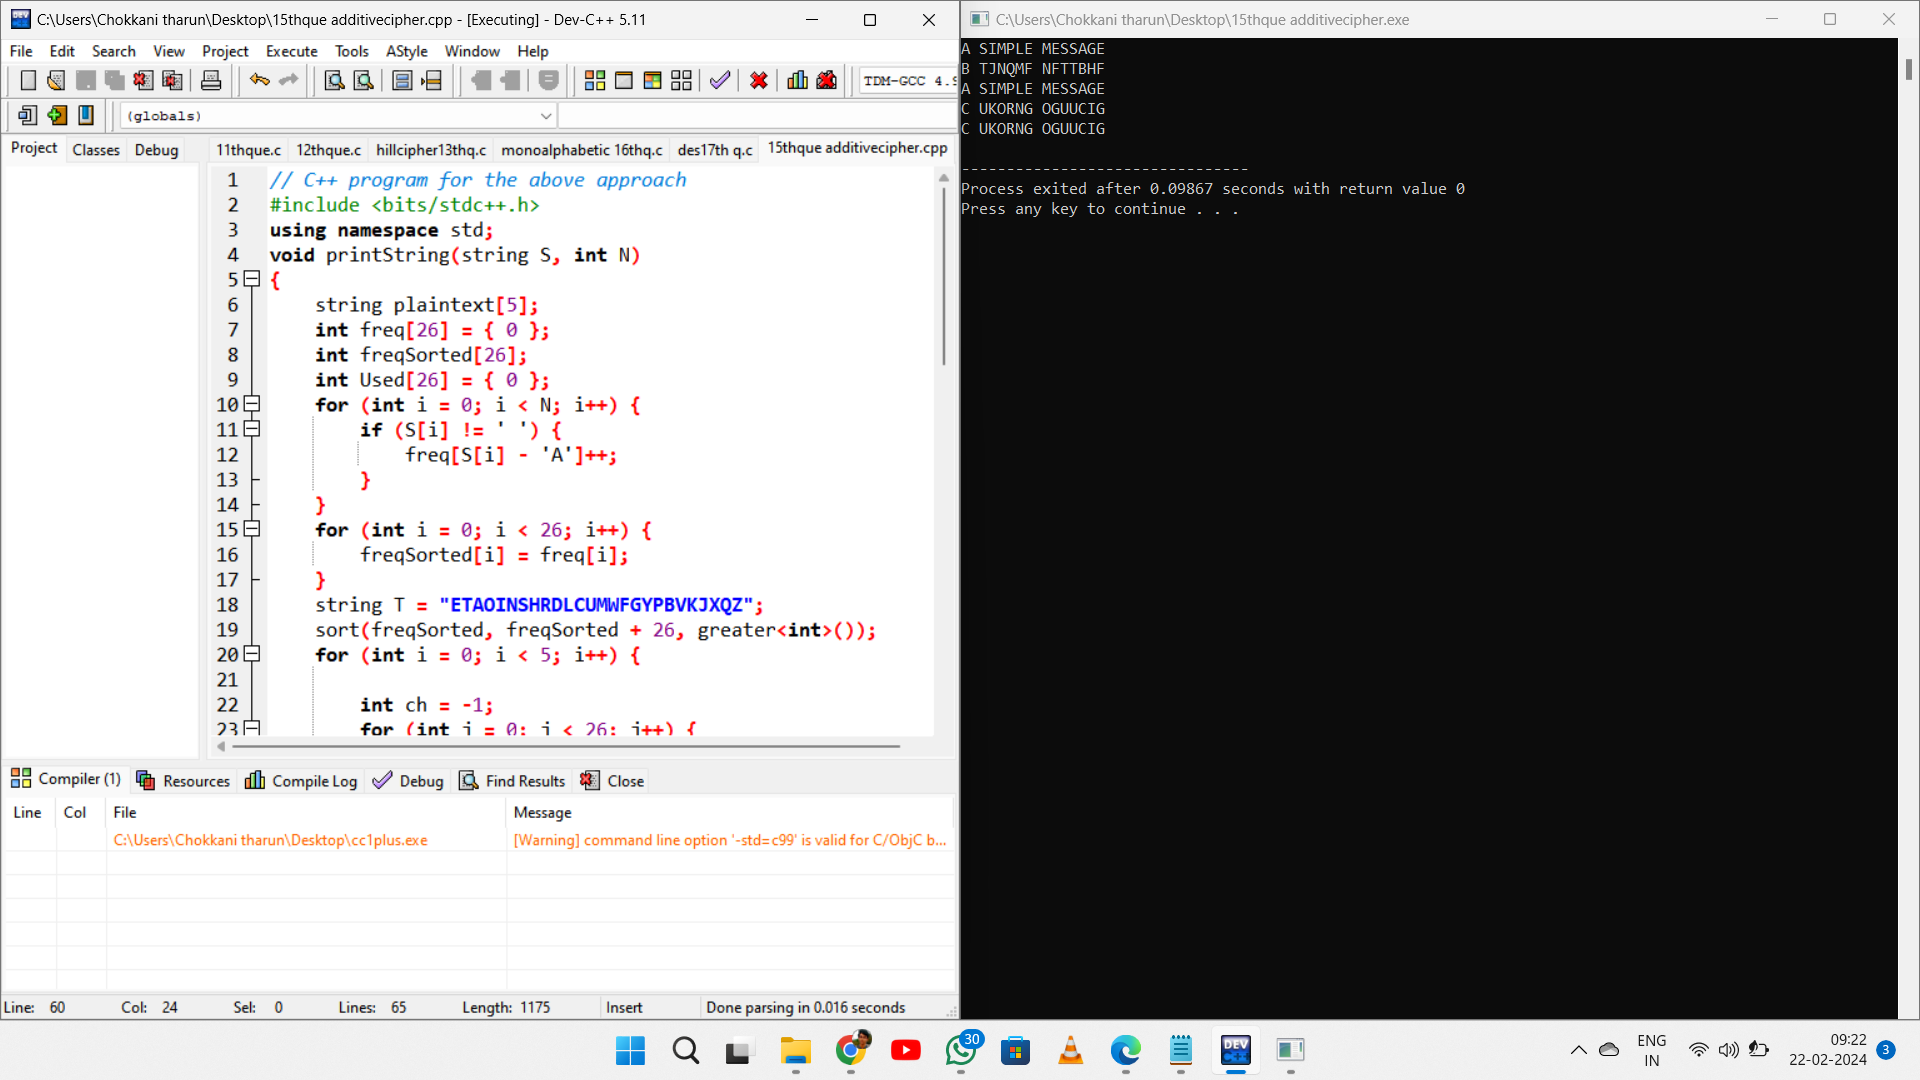 C:\Users\Chokkani tharun\Desktop\15thque additivecipher.cpp - [Executing] - Dev-C++ 5.11
File Edit Search View Project Execute Tools AStyle Window Help
TDM-GCC 4.9
(globals)
Project Classes Debug
11thque.c 12thque.c hillcipher13thq.c monoalphabetic 16thq.c des17th q.c 15thque additivecipher.cpp
1 // C++ program for the above approach
2 #include <bits/stdc++.h>
3 using namespace std;
4 void printString(string S, int N)
5 {
6 string plaintext[5];
7 int freq[26] = { 0 };
8 int freqSorted[26];
9 int Used[26] = { 0 };
10 for (int i = 0; i < N; i++) {
11 if (S[i] != ' ') {
12 freq[S[i] - 'A']++;
13 }
14 }
15 for (int i = 0; i < 26; i++) {
16 freqSorted[i] = freq[i];
17 }
18 string T = "ETAOINSHRDLCUMWFGYPBVKJXQZ";
19 sort(freqSorted, freqSorted + 26, greater<int>());
20 for (int i = 0; i < 5; i++) {
21
22 int ch = -1;
23 for (int j = 0; j < 26; j++) {
Compiler (1) Resources Compile Log Debug Find Results Close
Line Col File Message
C:\Users\Chokkani tharun\Desktop\cc1plus.exe [Warning] command line option '-std=c99' is valid for C/ObjC b...
Line: 60 Col: 24 Sel: 0 Lines: 65 Length: 1175 Insert Done parsing in 0.016 seconds
C:\Users\Chokkani tharun\Desktop\15thque additivecipher.exe
A SIMPLE MESSAGE
B TJNQMF NFTTBHF
A SIMPLE MESSAGE
C UKORNG OGUUCIG
C UKORNG OGUUCIG
--------------------------------
Process exited after 0.09867 seconds with return value 0
Press any key to continue . . .
30
DEV C++
ENG
IN
09:22
22-02-2024
3